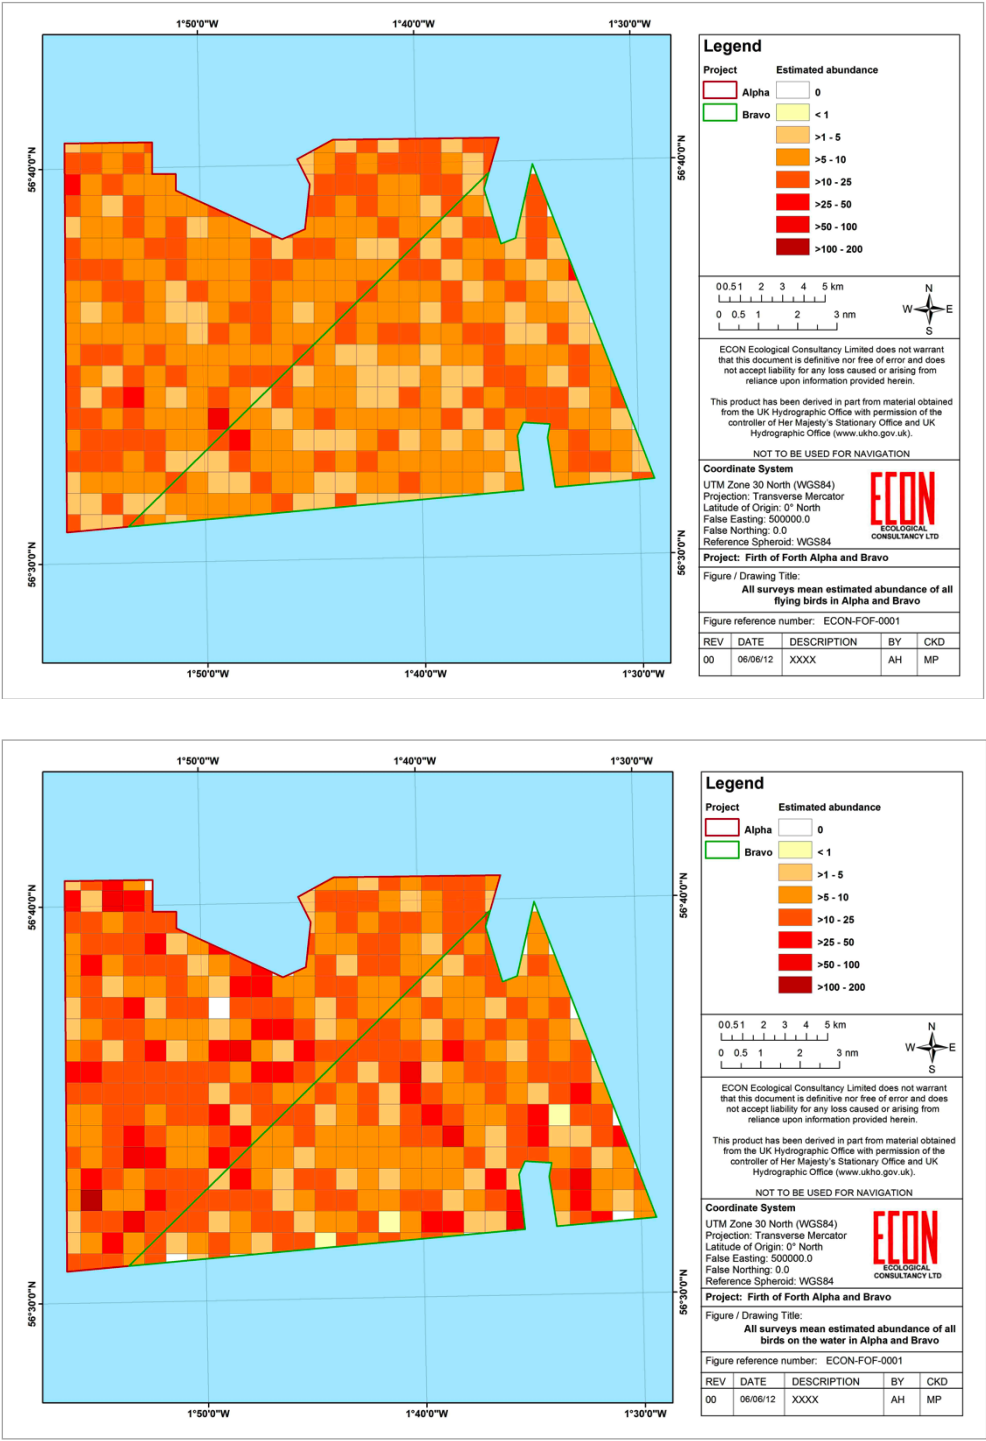 1°50'0"W 1°40'0"W 1°30'0"W
56°40'0"N
56°40'0"N
56°30'0"N
56°30'0"N
1°50'0"W 1°40'0"W 1°30'0"W
Legend
Project Estimated abundance
Alpha 0
Bravo < 1
>1 - 5
>5 - 10
>10 - 25
>25 - 50
>50 - 100
>100 - 200
0 0.5 1 2 3 4 5 km
0 0.5 1 2 3 nm
N
W E
S
ECON Ecological Consultancy Limited does not warrant
that this document is definitive nor free of error and does
not accept liability for any loss caused or arising from
reliance upon information provided herein.
This product has been derived in part from material obtained
from the UK Hydrographic Office with permission of the
controller of Her Majesty's Stationary Office and UK
Hydrographic Office (www.ukho.gov.uk).
NOT TO BE USED FOR NAVIGATION
Coordinate System
UTM Zone 30 North (WGS84)
Projection: Transverse Mercator
Latitude of Origin: 0° North
False Easting: 500000.0
False Northing: 0.0
Reference Spheroid: WGS84
ECON
ECOLOGICAL
CONSULTANCY LTD
Project: Firth of Forth Alpha and Bravo
Figure / Drawing Title:
All surveys mean estimated abundance of all
flying birds in Alpha and Bravo
Figure reference number: ECON-FOF-0001
REV DATE DESCRIPTION BY CKD
00 06/06/12 XXXX AH MP
1°50'0"W 1°40'0"W 1°30'0"W
56°40'0"N
56°40'0"N
56°30'0"N
56°30'0"N
1°50'0"W 1°40'0"W 1°30'0"W
Legend
Project Estimated abundance
Alpha 0
Bravo < 1
>1 - 5
>5 - 10
>10 - 25
>25 - 50
>50 - 100
>100 - 200
0 0.5 1 2 3 4 5 km
0 0.5 1 2 3 nm
N
W E
S
ECON Ecological Consultancy Limited does not warrant
that this document is definitive nor free of error and does
not accept liability for any loss caused or arising from
reliance upon information provided herein.
This product has been derived in part from material obtained
from the UK Hydrographic Office with permission of the
controller of Her Majesty's Stationary Office and UK
Hydrographic Office (www.ukho.gov.uk).
NOT TO BE USED FOR NAVIGATION
Coordinate System
UTM Zone 30 North (WGS84)
Projection: Transverse Mercator
Latitude of Origin: 0° North
False Easting: 500000.0
False Northing: 0.0
Reference Spheroid: WGS84
ECON
ECOLOGICAL
CONSULTANCY LTD
Project: Firth of Forth Alpha and Bravo
Figure / Drawing Title:
All surveys mean estimated abundance of all
birds on the water in Alpha and Bravo
Figure reference number: ECON-FOF-0001
REV DATE DESCRIPTION BY CKD
00 06/06/12 XXXX AH MP